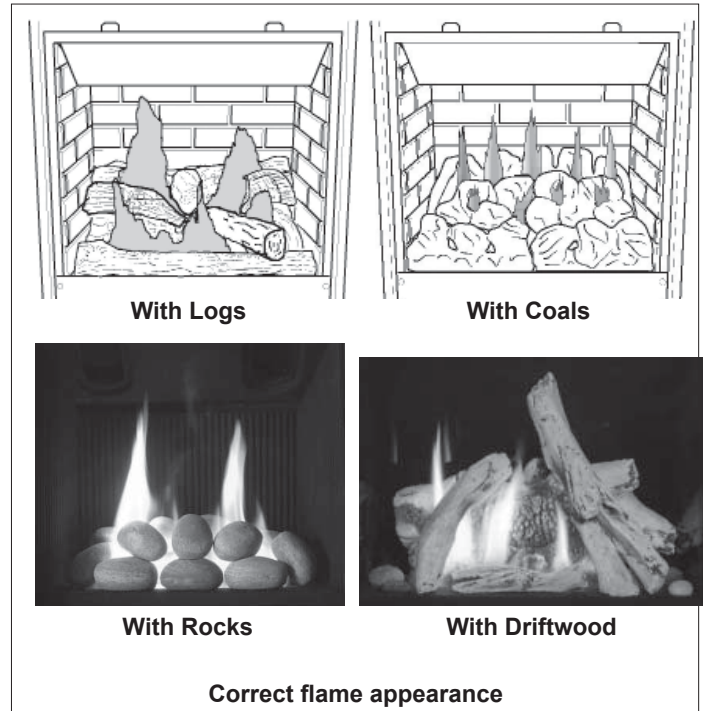 With Logs
With Coals
With Rocks
With Driftwood
Correct flame appearance